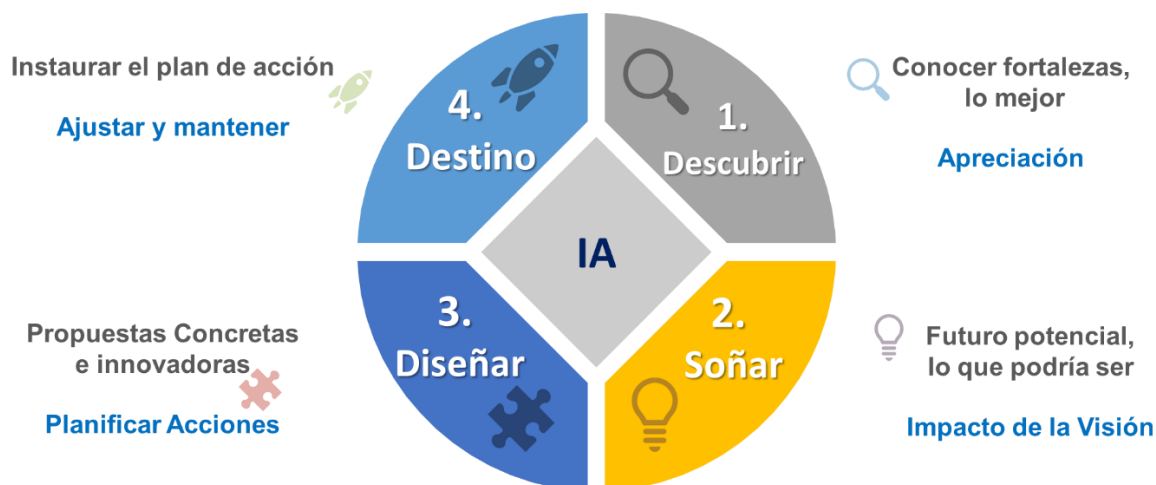 Instaurar el plan de acción
Ajustar y mantener
4.
Destino
1.
Descubrir
Conocer fortalezas,
lo mejor
Apreciación
IA
Propuestas Concretas
e innovadoras
Planificar Acciones
3.
Diseñar
2.
Soñar
Futuro potencial,
lo que podría ser
Impacto de la Visión